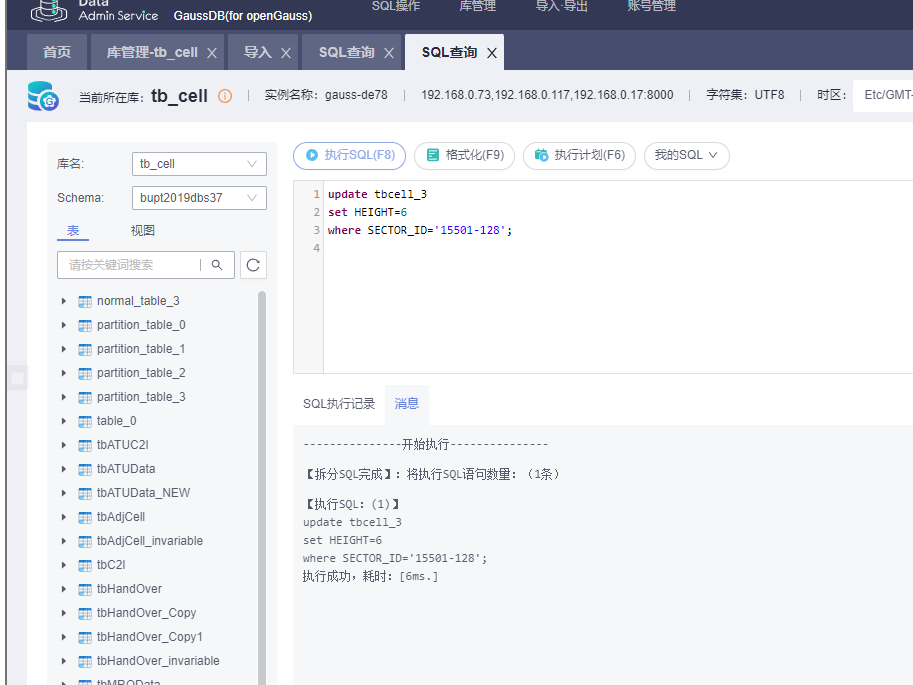 Data
Admin Service
GaussDB(for openGauss)
SQL操作
库管理
导入·导出
账号管理
首页
库管理-tb_cell
导入
SQL查询
SQL查询
当前所在库: tb_cell
实例名称: gauss-de78
192.168.0.73,192.168.0.117,192.168.0.17:8000
字符集: UTF8
时区:
Etc/GMT-
库名:
tb_cell
Schema:
bupt2019dbs37
表
视图
请按关键词搜索
normal_table_3
partition_table_0
partition_table_1
partition_table_2
partition_table_3
table_0
tbATUC2I
tbATUData
tbATUData_NEW
tbAdjCell
tbAdjCell_invariable
tbC2I
tbHandOver
tbHandOver_Copy
tbHandOver_Copy1
tbHandOver_invariable
tbMROData
执行SQL(F8)
格式化(F9)
执行计划(F6)
我的SQL
1 update tbcell_3
2 set HEIGHT=6
3 where SECTOR_ID='15501-128';
4
SQL执行记录
消息
---------------开始执行---------------
【拆分SQL完成】: 将执行SQL语句数量: (1条)
【执行SQL: (1)】
update tbcell_3
set HEIGHT=6
where SECTOR_ID='15501-128';
执行成功，耗时: [6ms.]